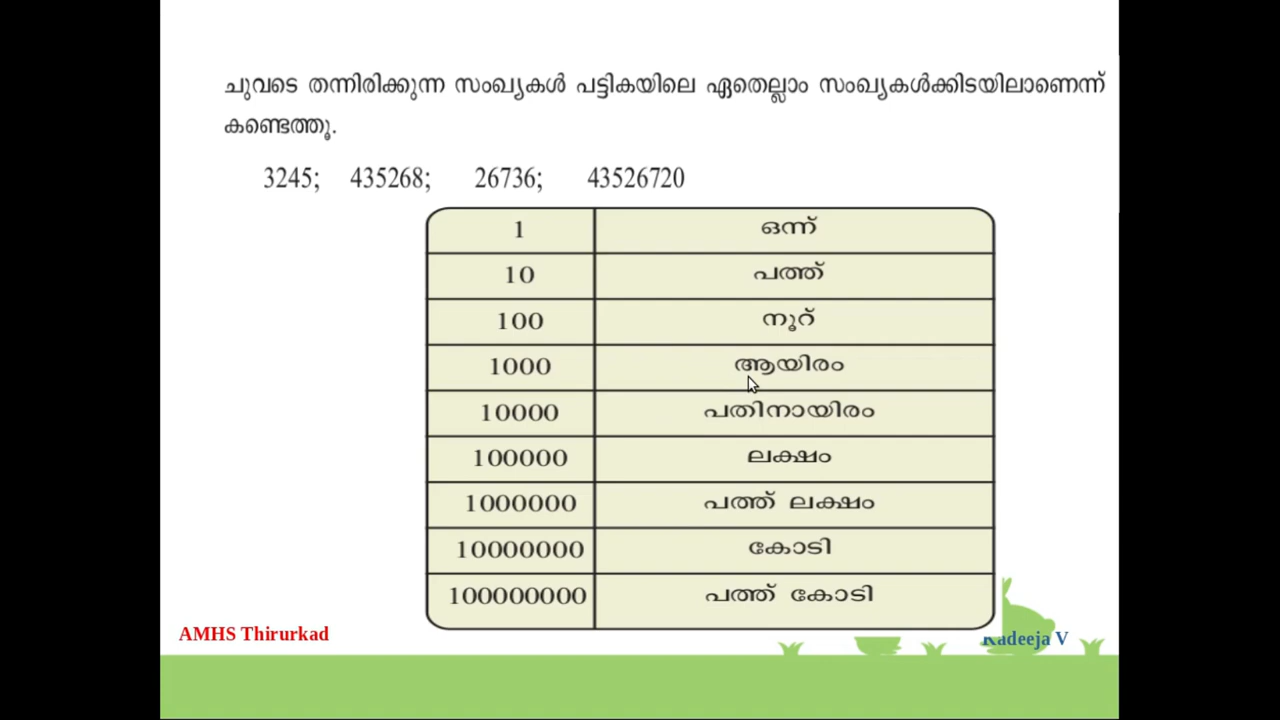 ചുവടെ തന്നിരിക്കുന്ന സംഖ്യകൾ പട്ടികയിലെ ഏതെല്ലാം സംഖ്യകൾക്കിടയിലാണെന്ന്
കണ്ടെത്തൂ.
3245; 435268; 26736; 43526720
1 ഒന്ന്
10 പത്ത്
100 നൂറ്
1000 ആയിരം
10000 പതിനായിരം
100000 ലക്ഷം
1000000 പത്ത് ലക്ഷം
10000000 കോടി
100000000 പത്ത് കോടി
AMHS Thirurkad
Kadeeja V